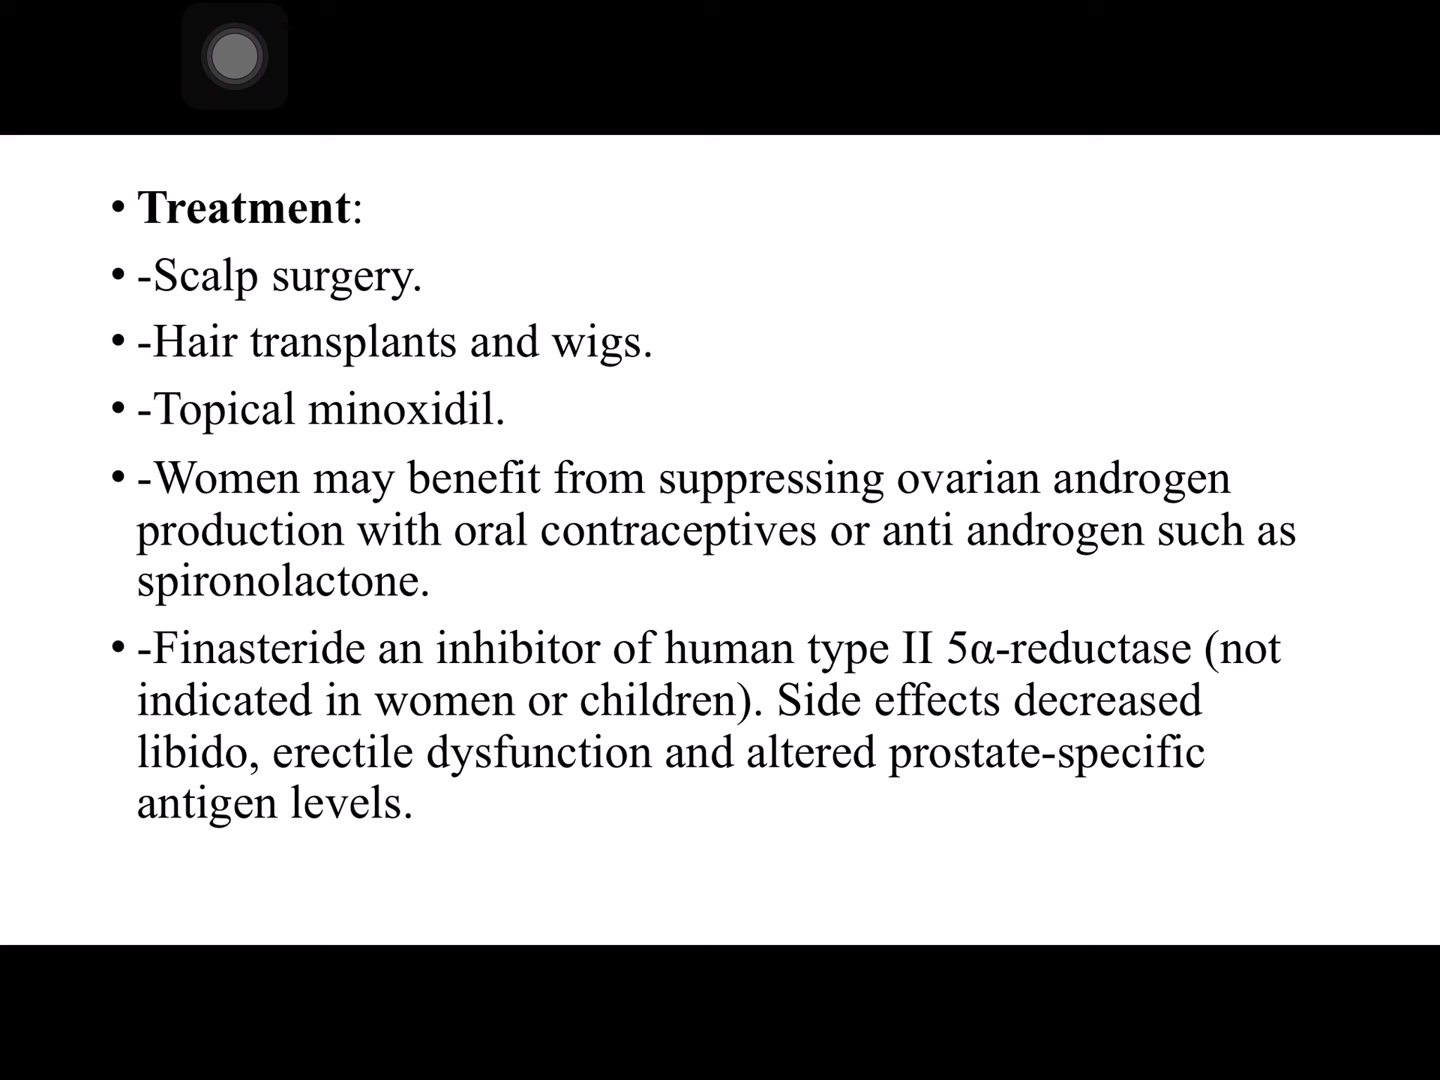 • Treatment:
• -Scalp surgery.
• -Hair transplants and wigs.
• -Topical minoxidil.
• -Women may benefit from suppressing ovarian androgen
production with oral contraceptives or anti androgen such as
spironolactone.
• -Finasteride an inhibitor of human type II 5α-reductase (not
indicated in women or children). Side effects decreased
libido, erectile dysfunction and altered prostate-specific
antigen levels.